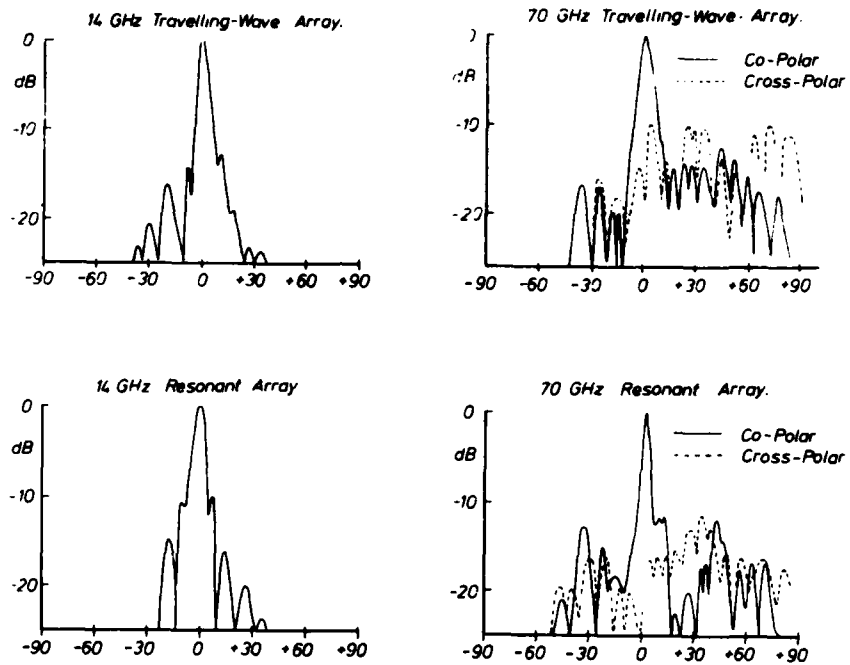 14 GHz Travelling-Wave Array.
0
dB
-10
-20
-90 -60 -30 0 +30 +60 +90
70 GHz Travelling-Wave Array.
Co-Polar
Cross-Polar
dB
-10
-20
-90 -60 -30 0 +30 +60 +90
14 GHz Resonant Array
0
dB
-10
-20
-90 -60 -30 0 +30 +60 +90
70 GHz Resonant Array.
0
Co-Polar
dB
Cross-Polar
-10
-20
-90 -60 -30 0 +30 +60 +90